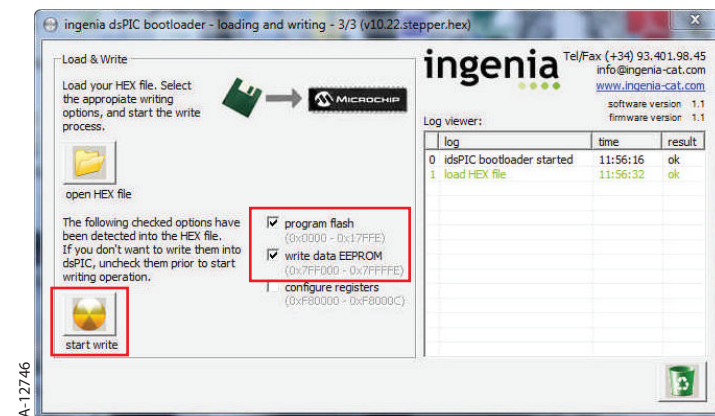 ingenia dsPIC bootloader - loading and writing - 3/3 (v10.22.stepper.hex)
x
Load & Write
Load your HEX file. Select
the appropiate writing
options, and start the write
process.
MICROCHIP
open HEX file
The following checked options have
been detected into the HEX file.
If you don't want to write them into
dsPIC, uncheck them prior to start
writing operation.
program flash
(0x0000 - 0x17FFE)
write data EEPROM
(0x7FF000 - 0x7FFFFE)
configure registers
(0xF80000 - 0xF8000C)
start write
ingenia
Tel/Fax (+34) 93.401.98.45
info@ingenia-cat.com
www.ingenia-cat.com
software version 1.1
firmware version 1.1
Log viewer:
log time result
0 idsPIC bootloader started 11:56:16 ok
1 load HEX file 11:56:32 ok
A-12746